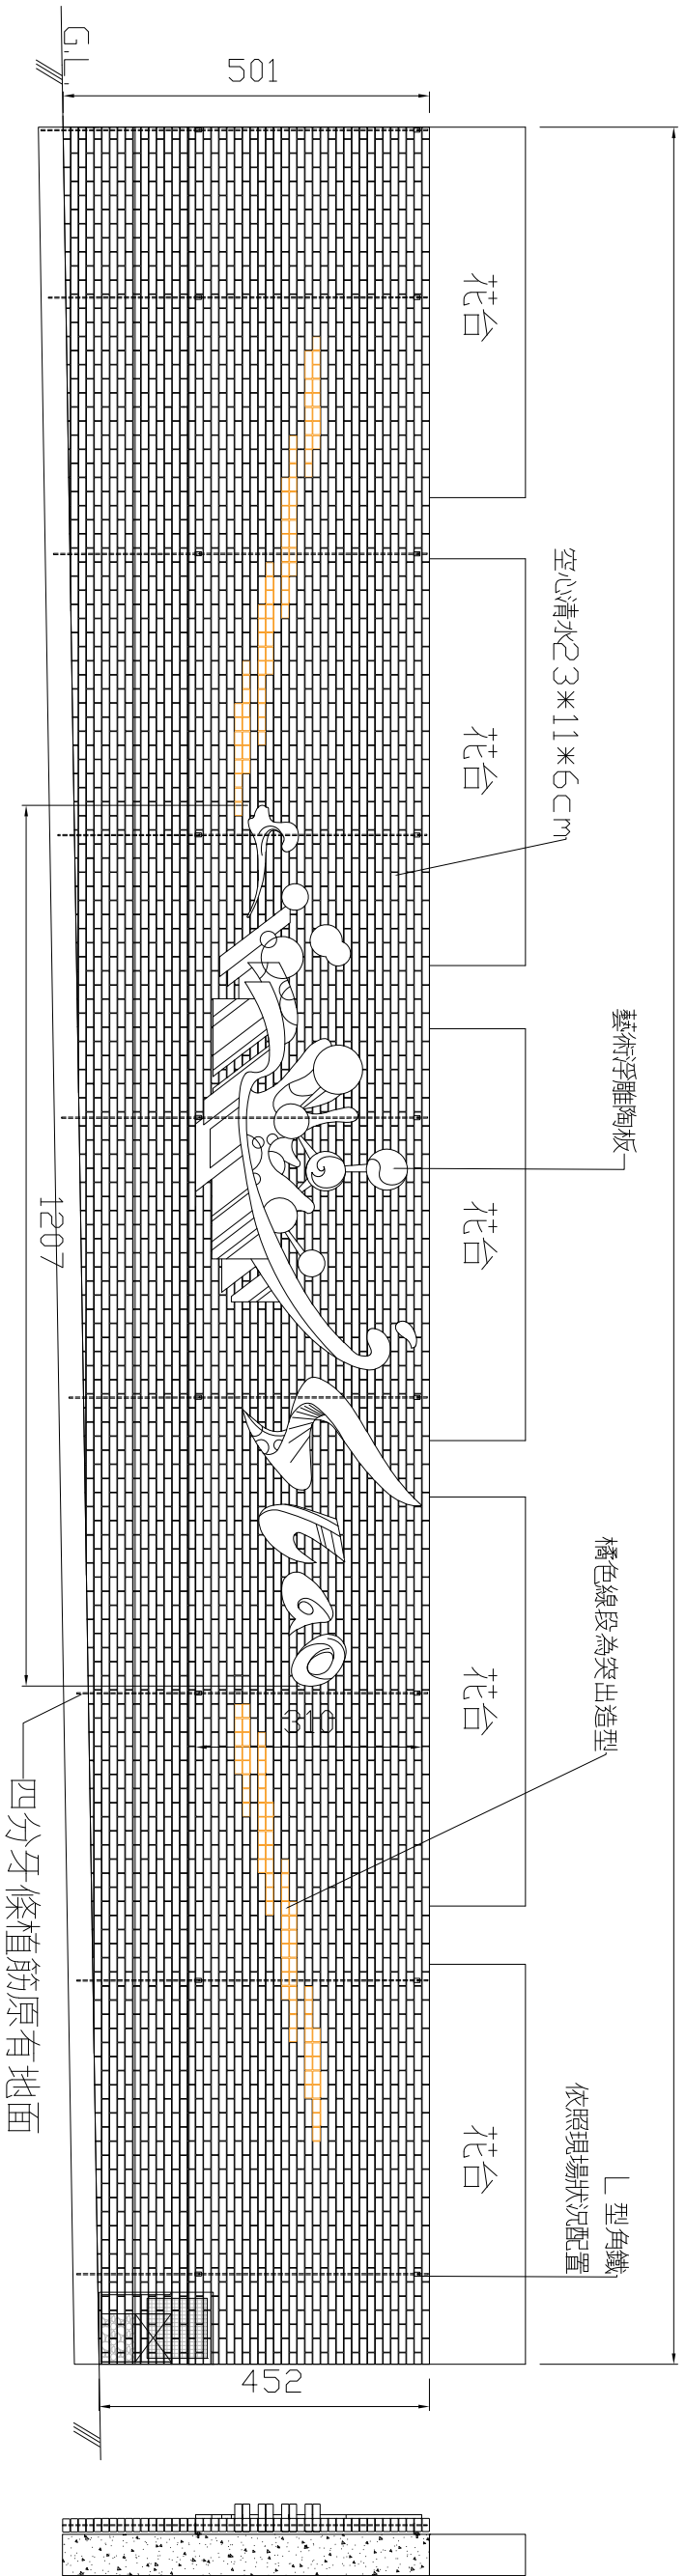 G.L.
501
花台
花台
花台
花台
花台
空心清水23*11*6cm
藝術浮雕陶板
橘色線段為突出造型
L 型角鐵
依照現場狀況配置
1207
310
四分牙條植筋原有地面
452